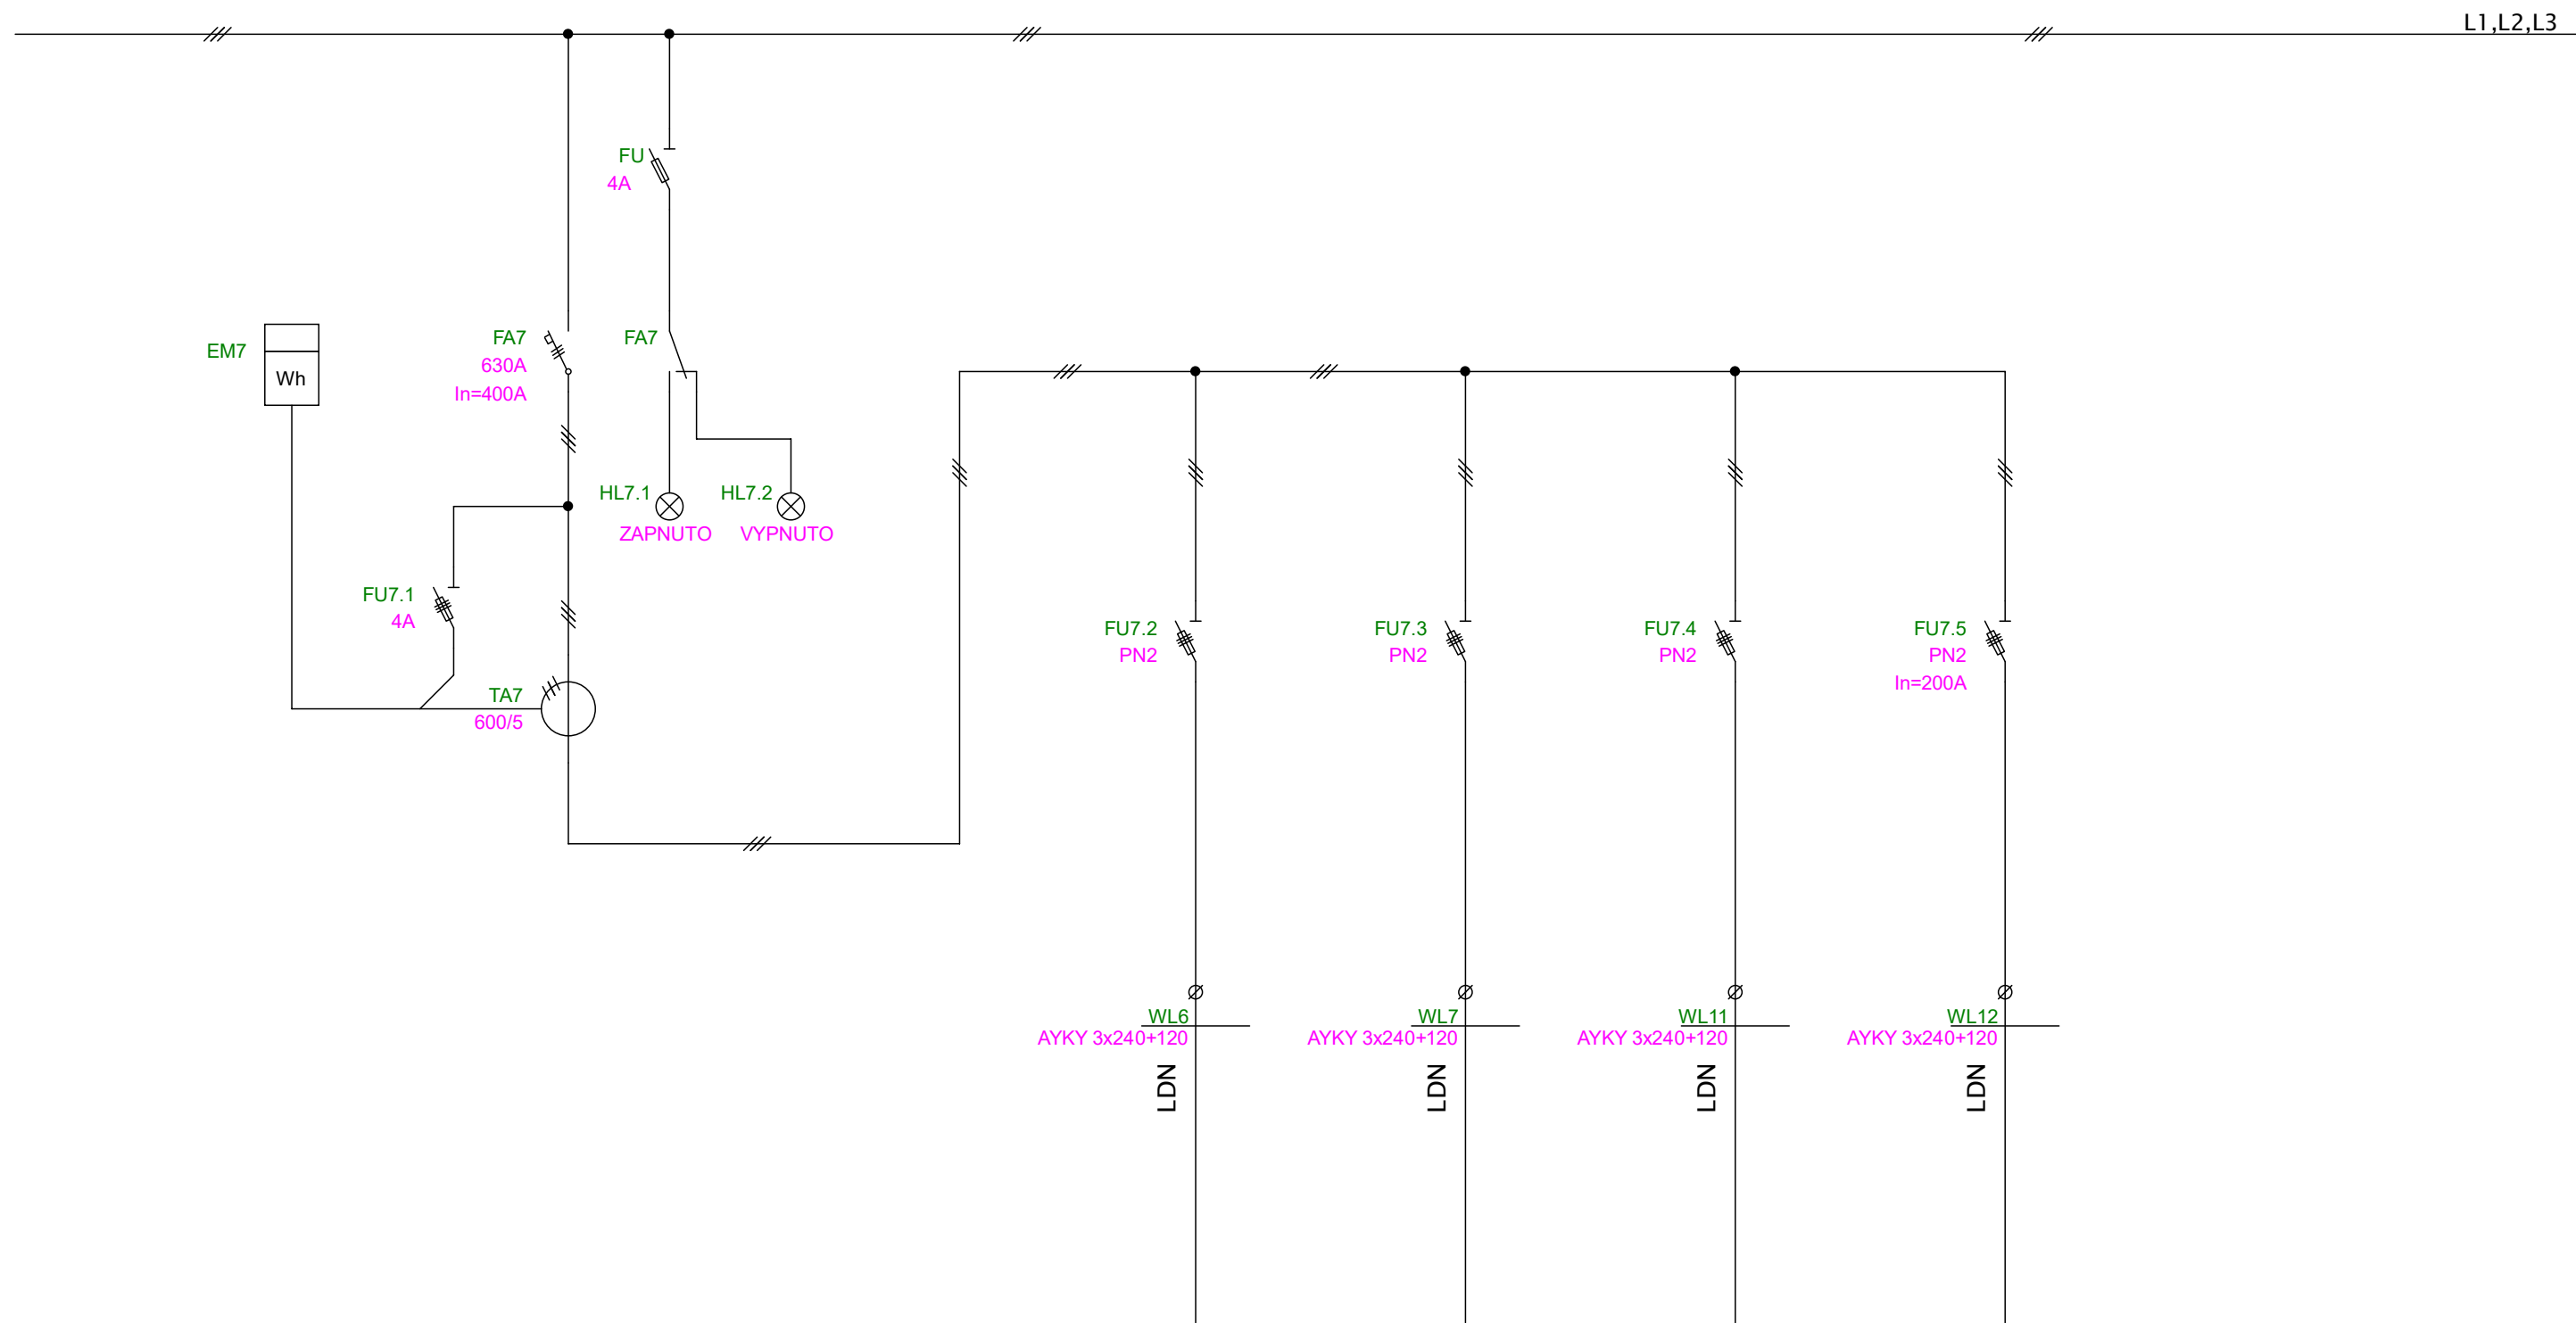 L1,L2,L3
FU
4A
EM7
Wh
FA7
630A
In=400A
FA7
HL7.1
ZAPNUTO
HL7.2
VYPNUTO
FU7.1
4A
TA7
600/5
FU7.2
PN2
FU7.3
PN2
FU7.4
PN2
FU7.5
PN2
In=200A
WL6
AYKY 3x240+120
LDN
WL7
AYKY 3x240+120
LDN
WL11
AYKY 3x240+120
LDN
WL12
AYKY 3x240+120
LDN